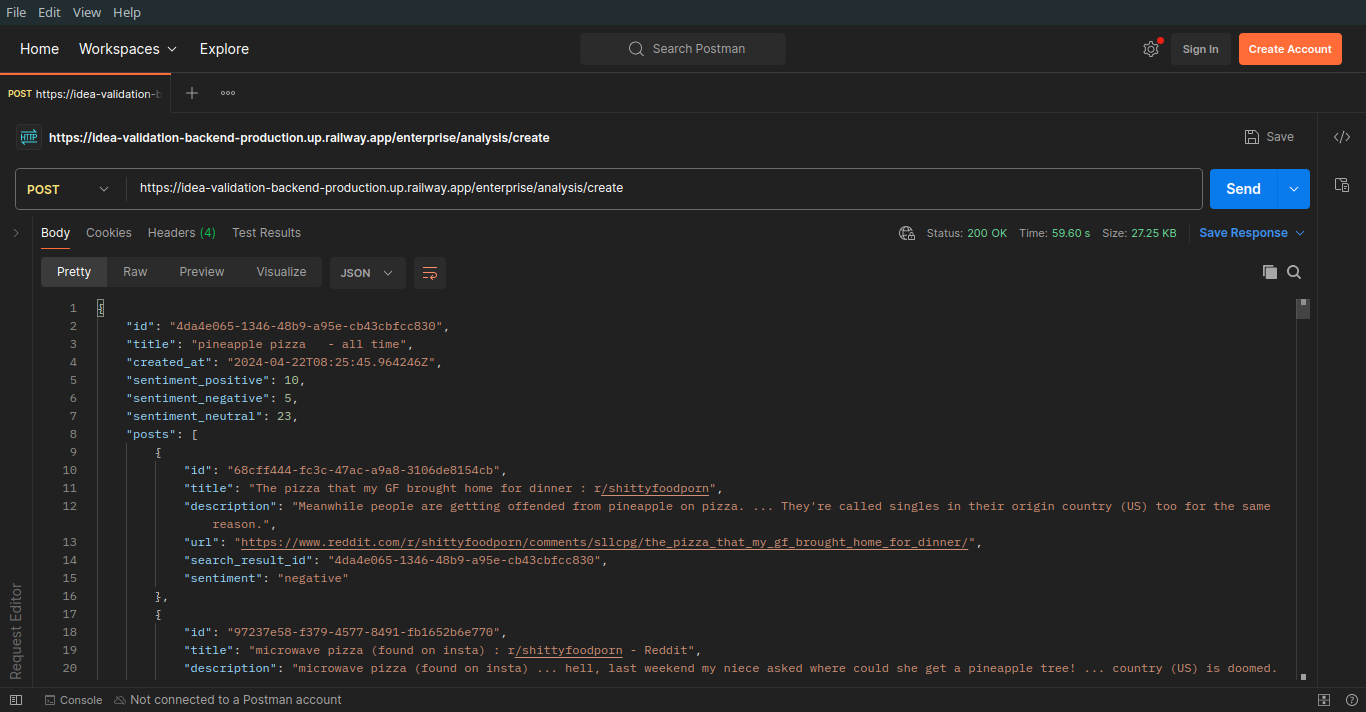 File Edit View Help
Home Workspaces Explore Search Postman Sign In Create Account
POST https://idea-validation-b
HTTP https://idea-validation-backend-production.up.railway.app/enterprise/analysis/create Save
POST https://idea-validation-backend-production.up.railway.app/enterprise/analysis/create Send
Body Cookies Headers (4) Test Results Status: 200 OK Time: 59.60 s Size: 27.25 KB Save Response
Pretty Raw Preview Visualize JSON
1 {
2 "id": "4da4e065-1346-48b9-a95e-cb43cbfcc830",
3 "title": "pineapple pizza   - all time",
4 "created_at": "2024-04-22T08:25:45.964246Z",
5 "sentiment_positive": 10,
6 "sentiment_negative": 5,
7 "sentiment_neutral": 23,
8 "posts": [
9 {
10 "id": "68cff444-fc3c-47ac-a9a8-3106de8154cb",
11 "title": "The pizza that my GF brought home for dinner : r/shittyfoodporn",
12 "description": "Meanwhile people are getting offended from pineapple on pizza. ... They're called singles in their origin country (US) too for the same
reason.",
13 "url": "https://www.reddit.com/r/shittyfoodporn/comments/sllcpg/the_pizza_that_my_gf_brought_home_for_dinner/",
14 "search_result_id": "4da4e065-1346-48b9-a95e-cb43cbfcc830",
15 "sentiment": "negative"
16 },
17 {
18 "id": "97237e58-f379-4577-8491-fb1652b6e770",
19 "title": "microwave pizza (found on insta) : r/shittyfoodporn - Reddit",
20 "description": "microwave pizza (found on insta) ... hell, last weekend my niece asked where could she get a pineapple tree! ... country (US) is doomed.
Request Editor
Console Not connected to a Postman account